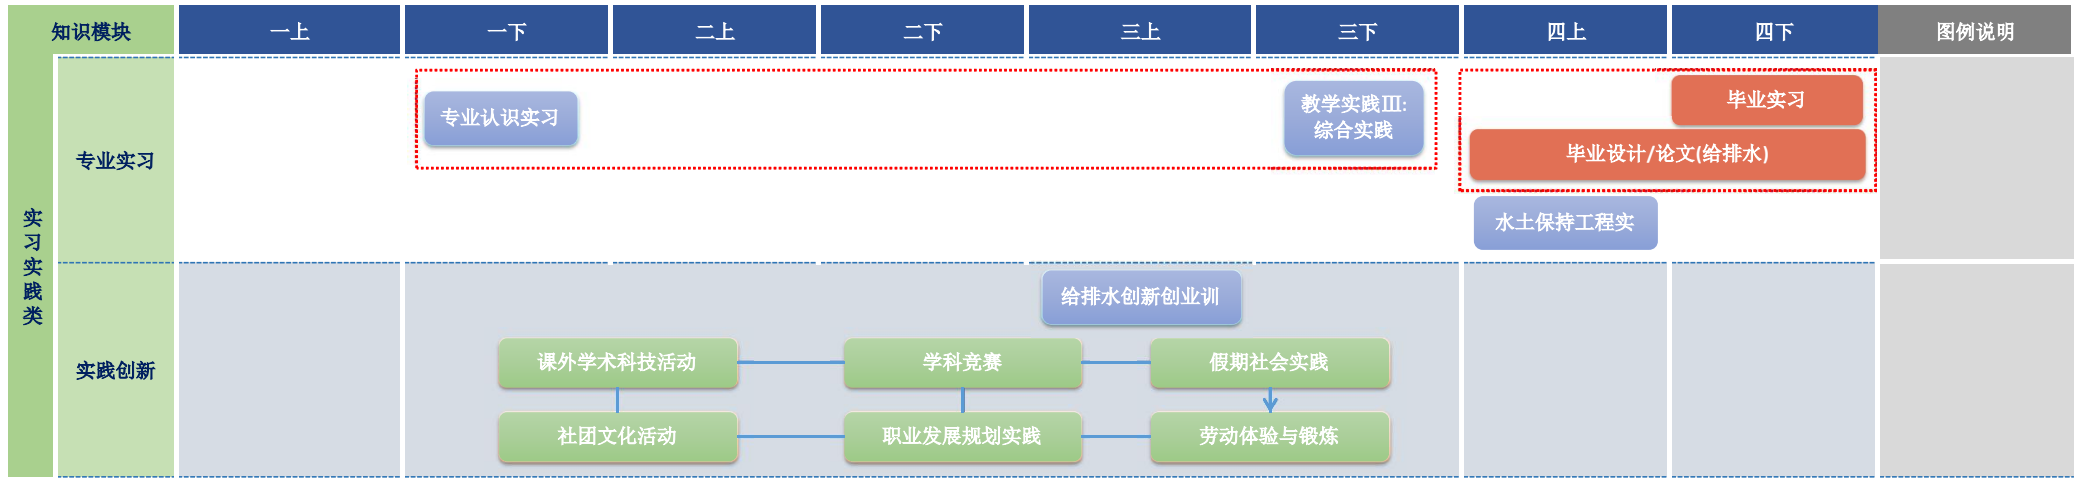 知识模块
一上
一下
二上
二下
三上
三下
四上
四下
图例说明
实习实践类
专业实习
专业认识实习
教学实践Ⅲ:
综合实践
毕业实习
毕业设计/论文(给排水)
水土保持工程实
实践创新
给排水创新创业训
课外学术科技活动
学科竞赛
假期社会实践
社团文化活动
职业发展规划实践
劳动体验与锻炼